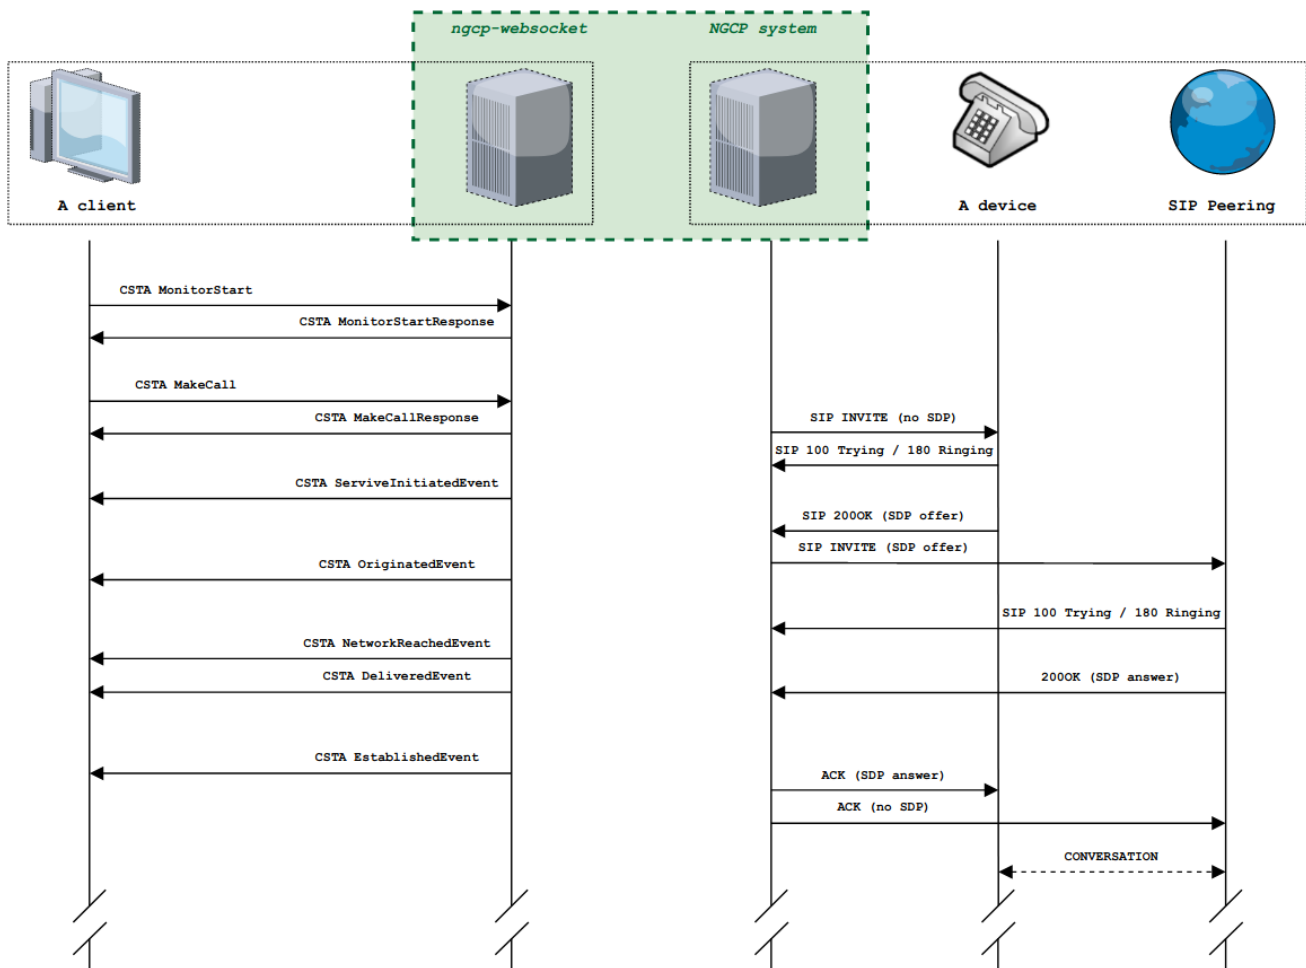 ngcp-websocket
NGCP system
A client
A device
SIP Peering
CSTA MonitorStart
CSTA MonitorStartResponse
CSTA MakeCall
CSTA MakeCallResponse
SIP INVITE (no SDP)
SIP 100 Trying / 180 Ringing
CSTA ServiveInitiatedEvent
SIP 200OK (SDP offer)
SIP INVITE (SDP offer)
CSTA OriginatedEvent
SIP 100 Trying / 180 Ringing
CSTA NetworkReachedEvent
CSTA DeliveredEvent
200OK (SDP answer)
CSTA EstablishedEvent
ACK (SDP answer)
ACK (no SDP)
CONVERSATION